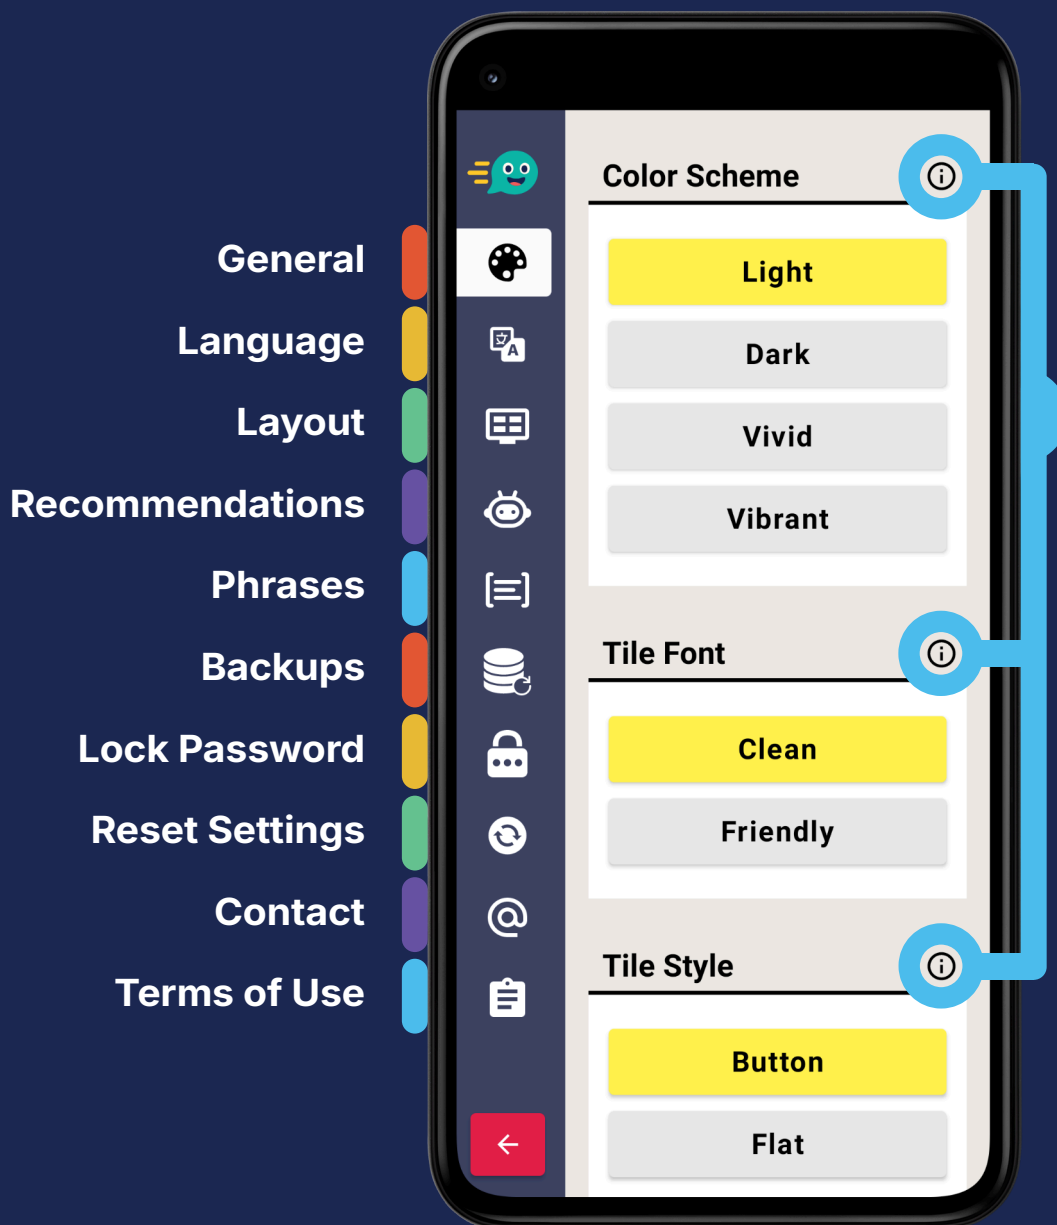 General
Language
Layout
Recommendations
Phrases
Backups
Lock Password
Reset Settings
Contact
Terms of Use
Color Scheme
Light
Dark
Vivid
Vibrant
Tile Font
Clean
Friendly
Tile Style
Button
Flat